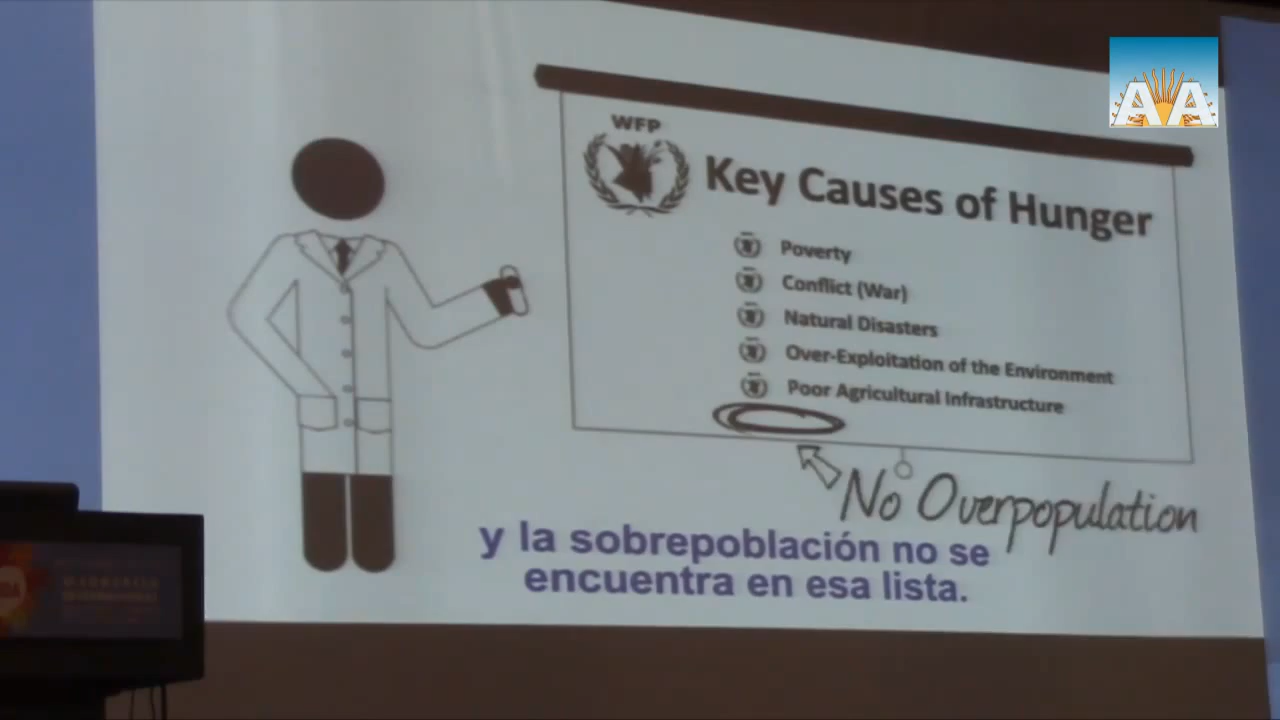 AVA
WFP
Key Causes of Hunger
Poverty
Conflict (War)
Natural Disasters
Over-Exploitation of the Environment
Poor Agricultural Infrastructure
No Overpopulation
y la sobrepoblación no se
encuentra en esa lista.